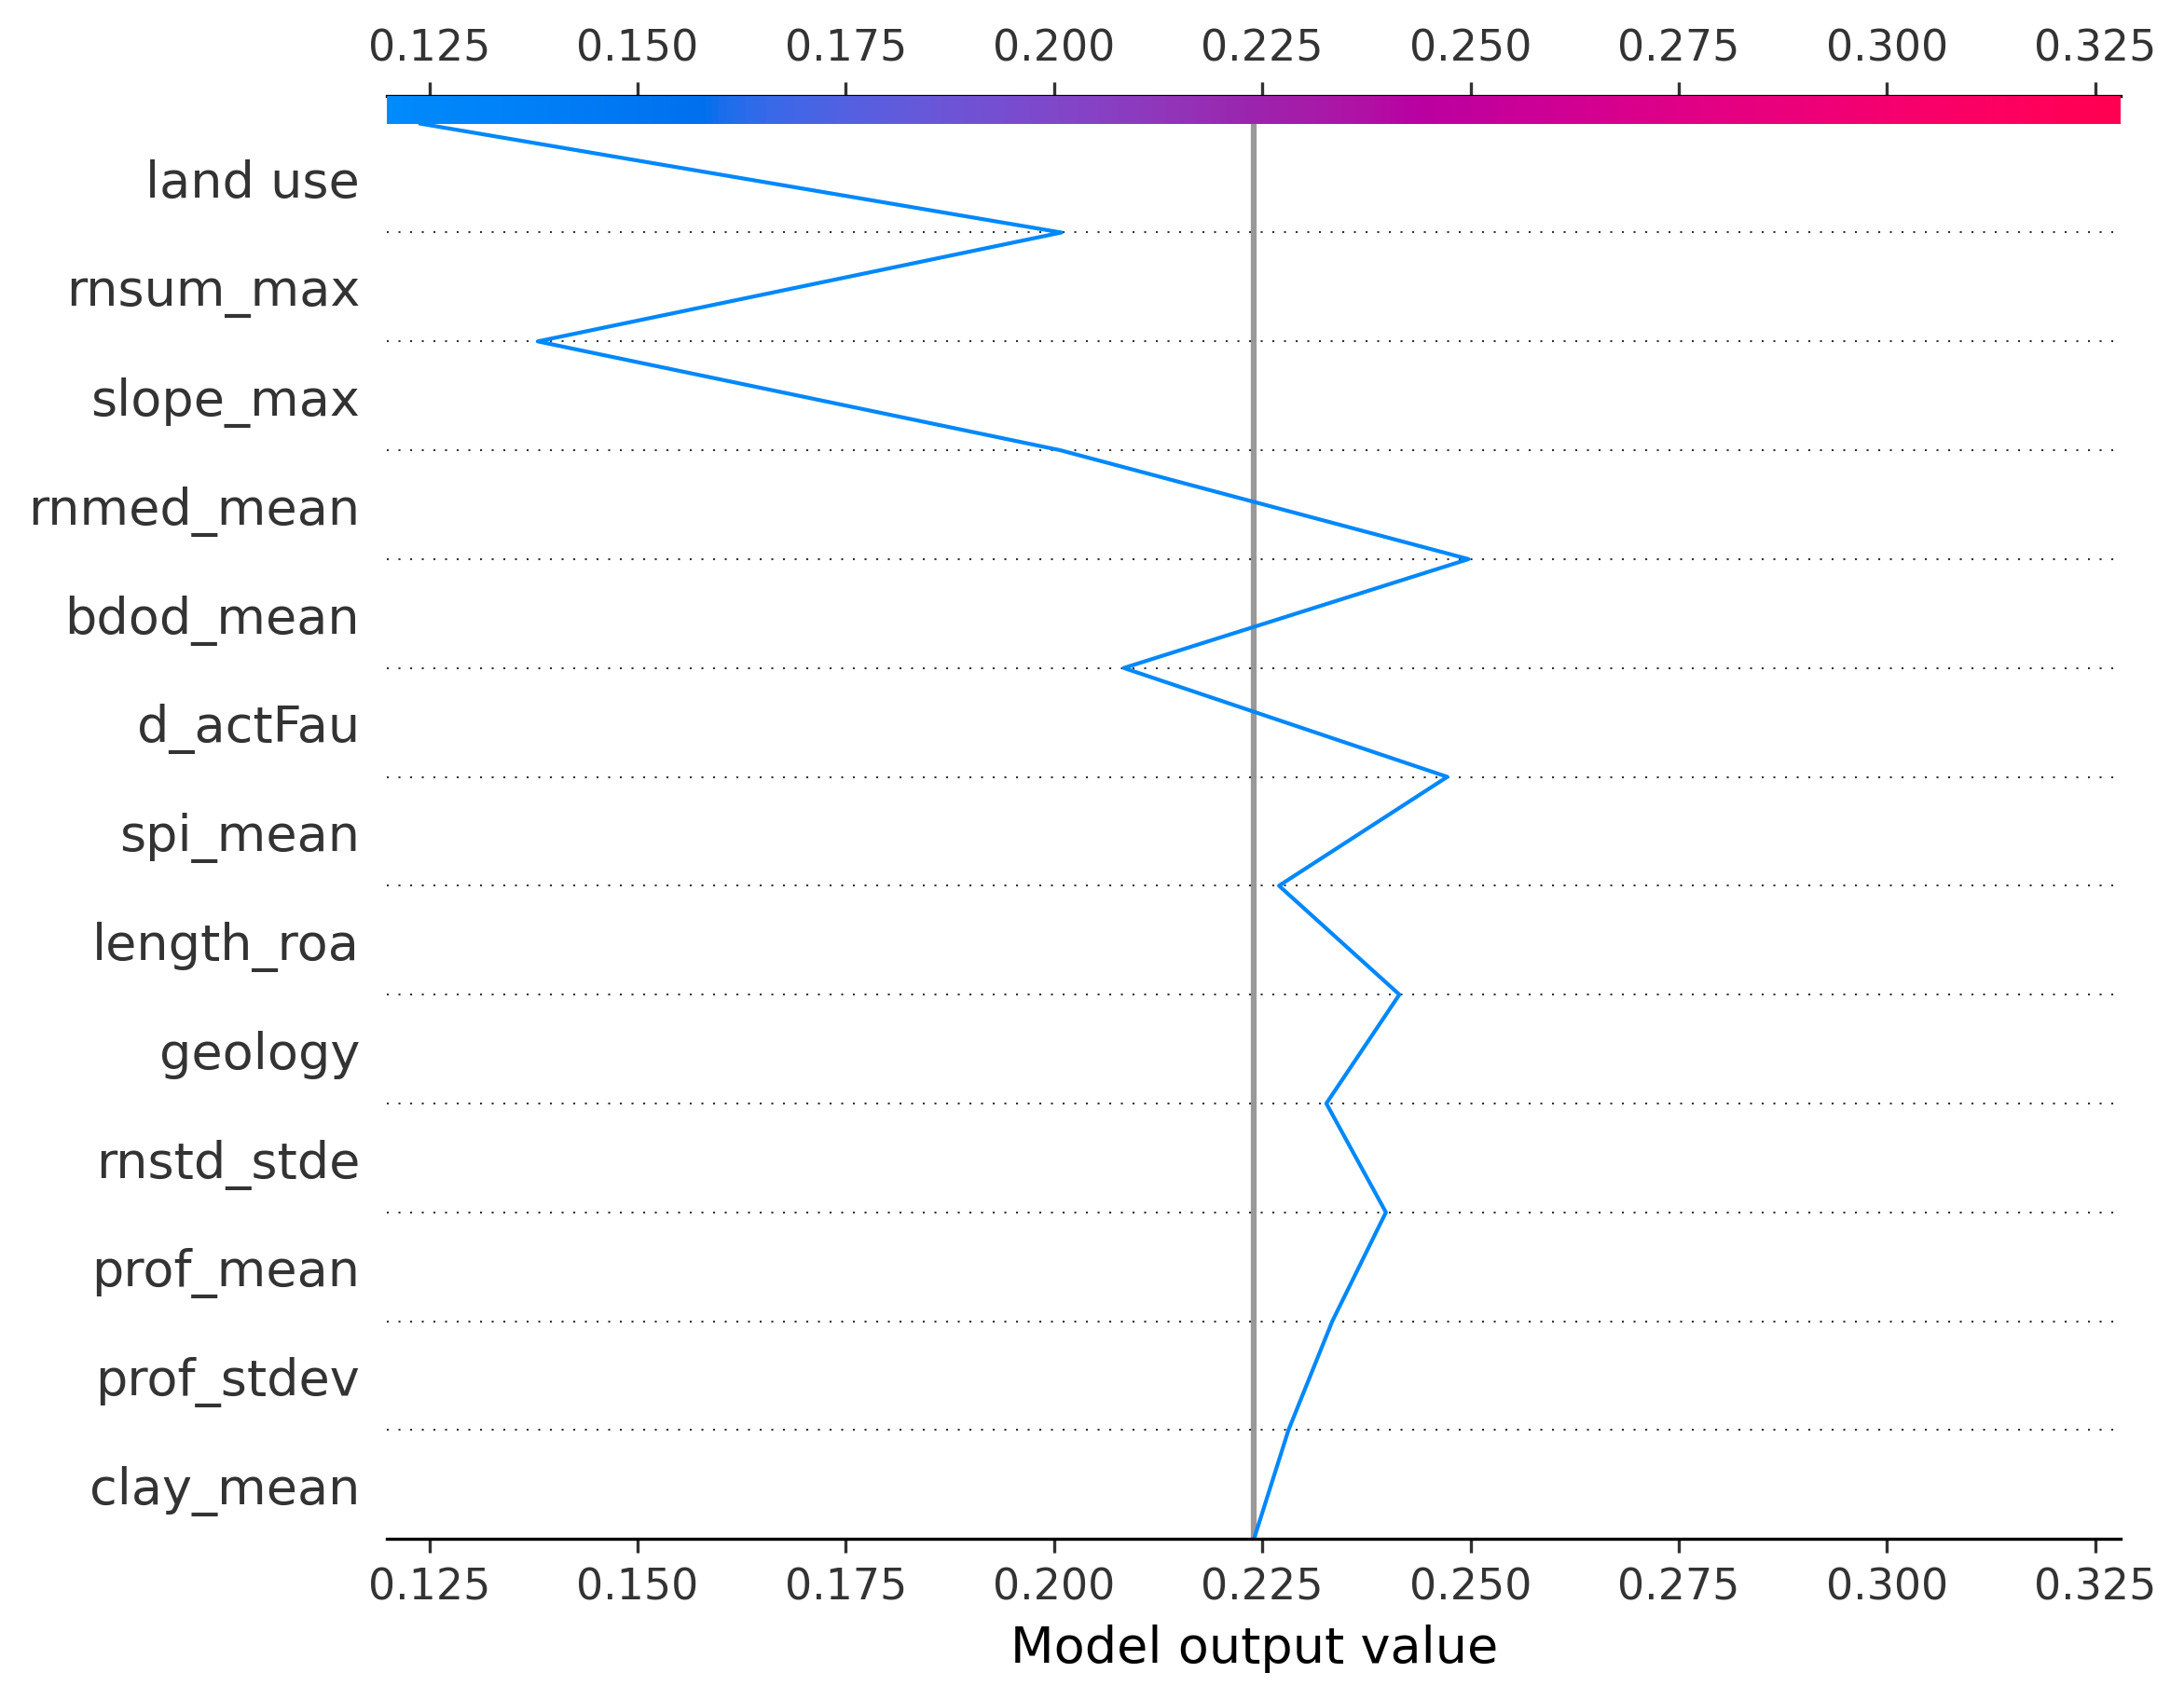 0.125 0.150 0.175 0.200 0.225 0.250 0.275 0.300 0.325
land use
rnsum_max
slope_max
rnmed_mean
bdod_mean
d_actFau
spi_mean
length_roa
geology
rnstd_stde
prof_mean
prof_stdev
clay_mean
0.125 0.150 0.175 0.200 0.225 0.250 0.275 0.300 0.325
Model output value